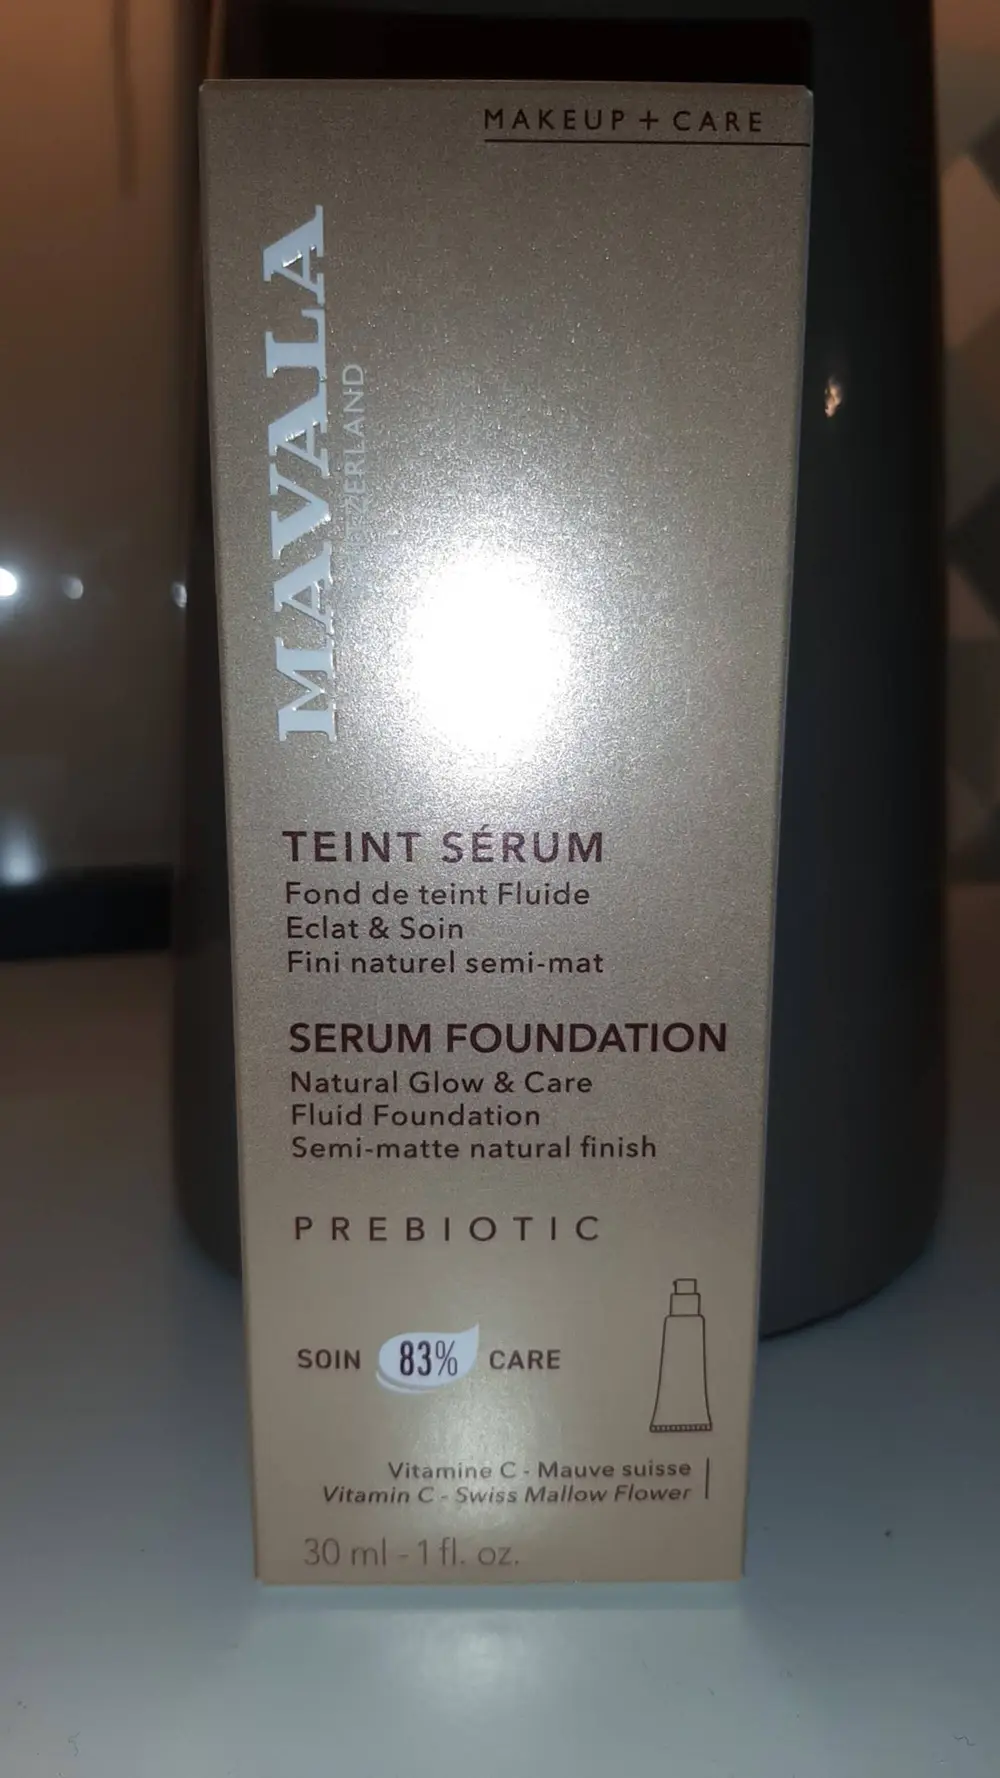 MAKEUP + CARE
MAVALA
TEINT SÉRUM
Fond de teint Fluide
Eclat & Soin
Fini naturel semi-mat
SERUM FOUNDATION
Natural Glow & Care
Fluid Foundation
Semi-matte natural finish
PREBIOTIC
SOIN 83% CARE
Vitamine C - Mauve suisse
Vitamin C - Swiss Mallow Flower
30 ml - 1 fl. oz.